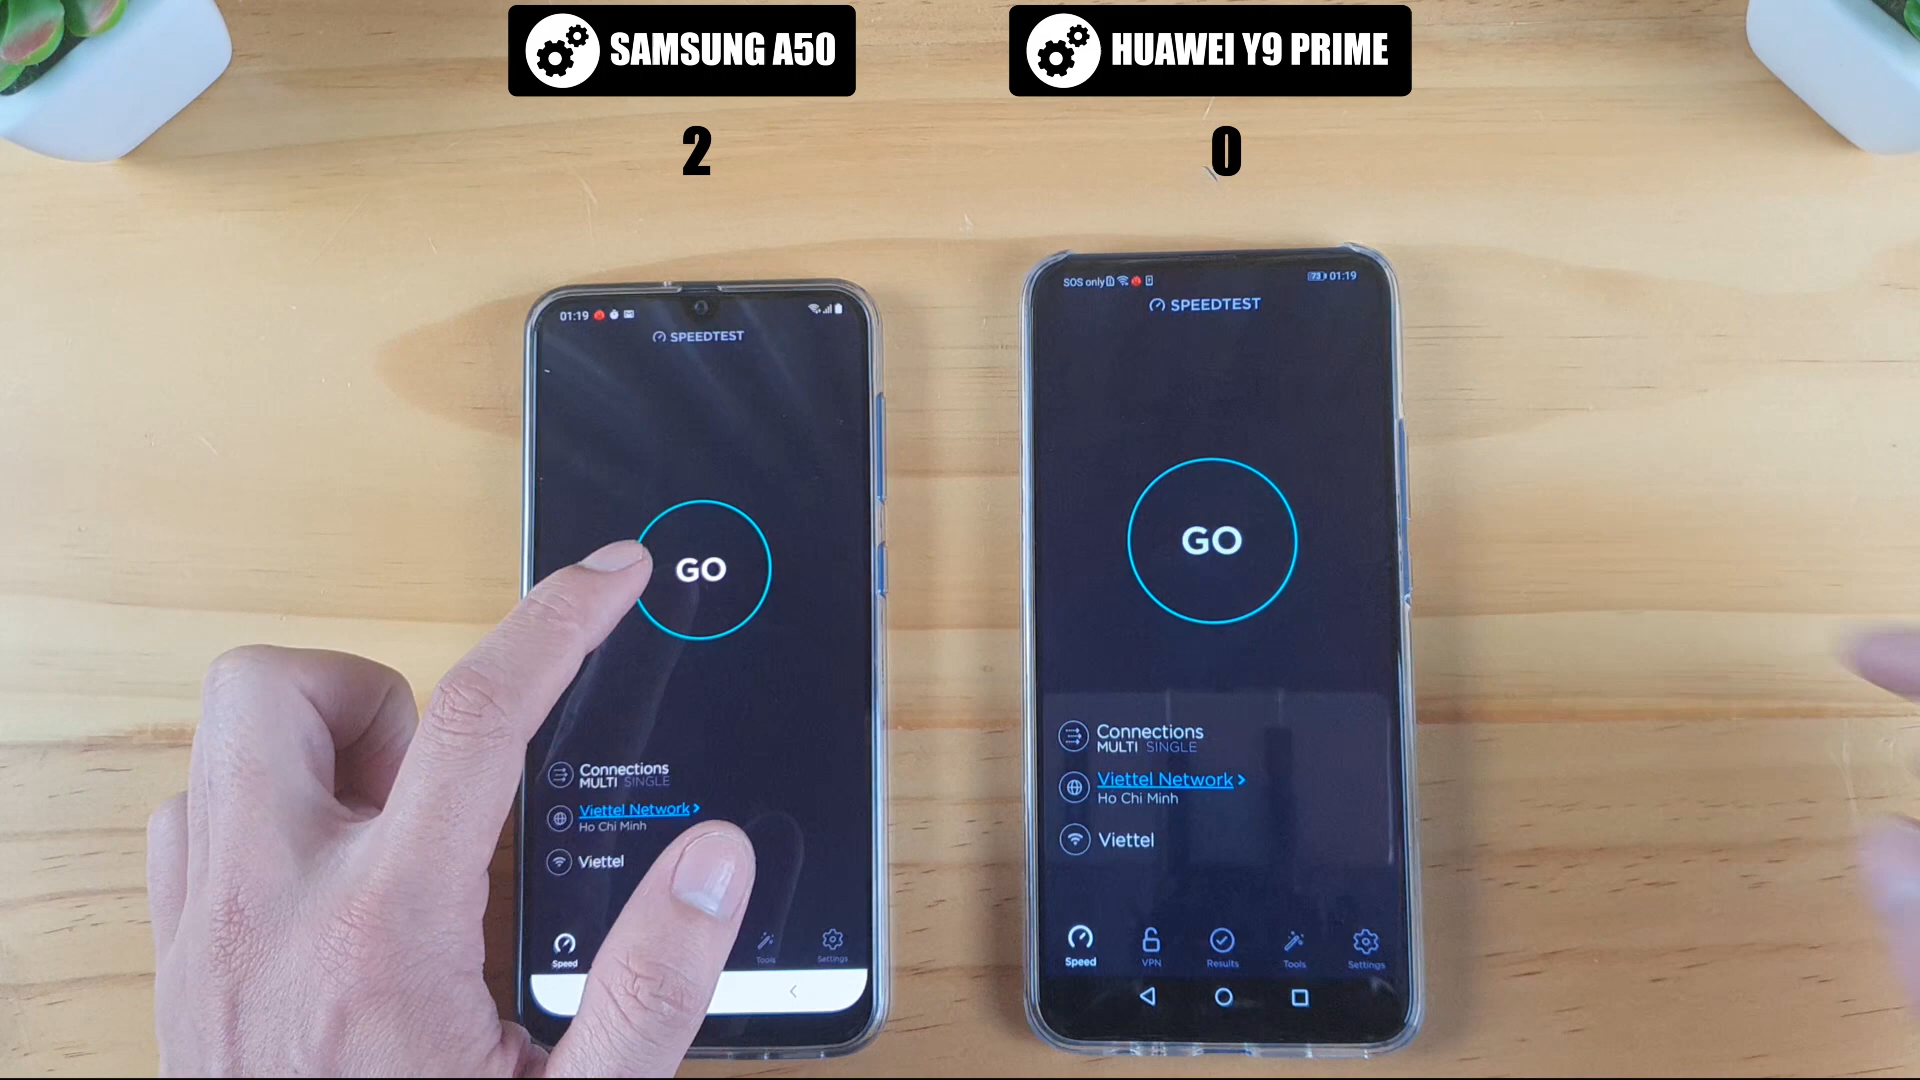 SAMSUNG A50
HUAWEI Y9 PRIME
2
0
01:19
SPEEDTEST
GO
Connections
MULTI SINGLE
Viettel Network >
Ho Chi Minh
Viettel
Speed
Tools
Settings
SOS only
73
01:19
SPEEDTEST
GO
Connections
MULTI SINGLE
Viettel Network >
Ho Chi Minh
Viettel
Speed
VPN
Results
Tools
Settings